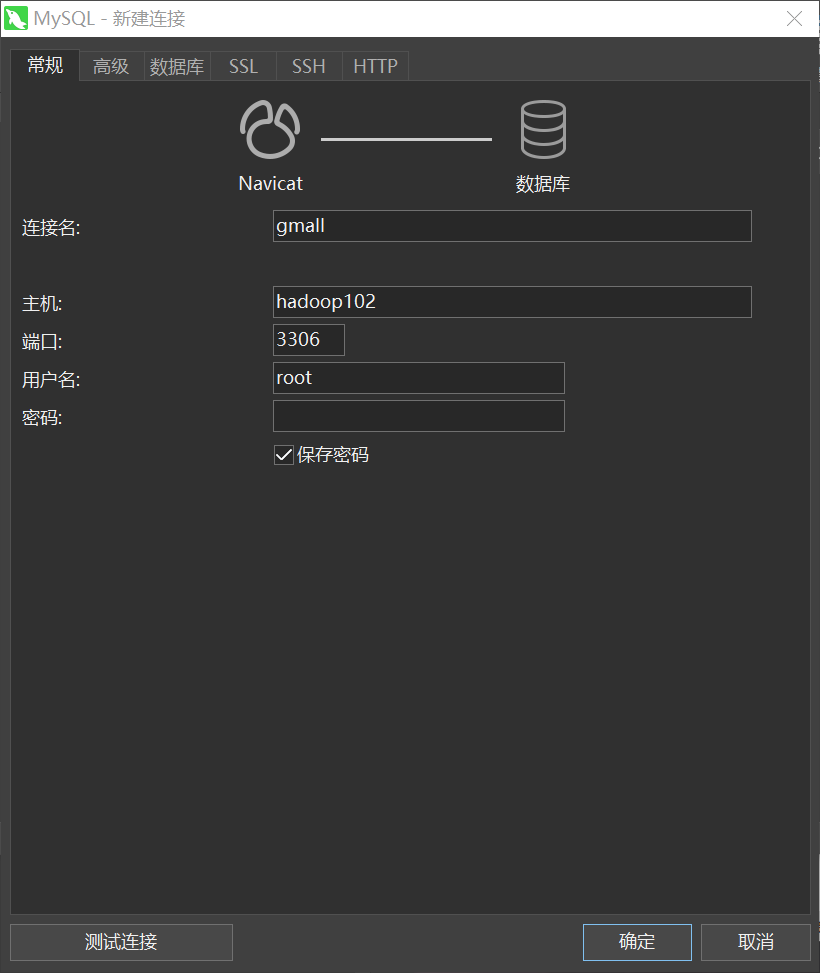 MySQL - 新建连接
常规 高级 数据库 SSL SSH HTTP
Navicat 数据库
连接名: gmall
主机: hadoop102
端口: 3306
用户名: root
密码:
保存密码
测试连接 确定 取消